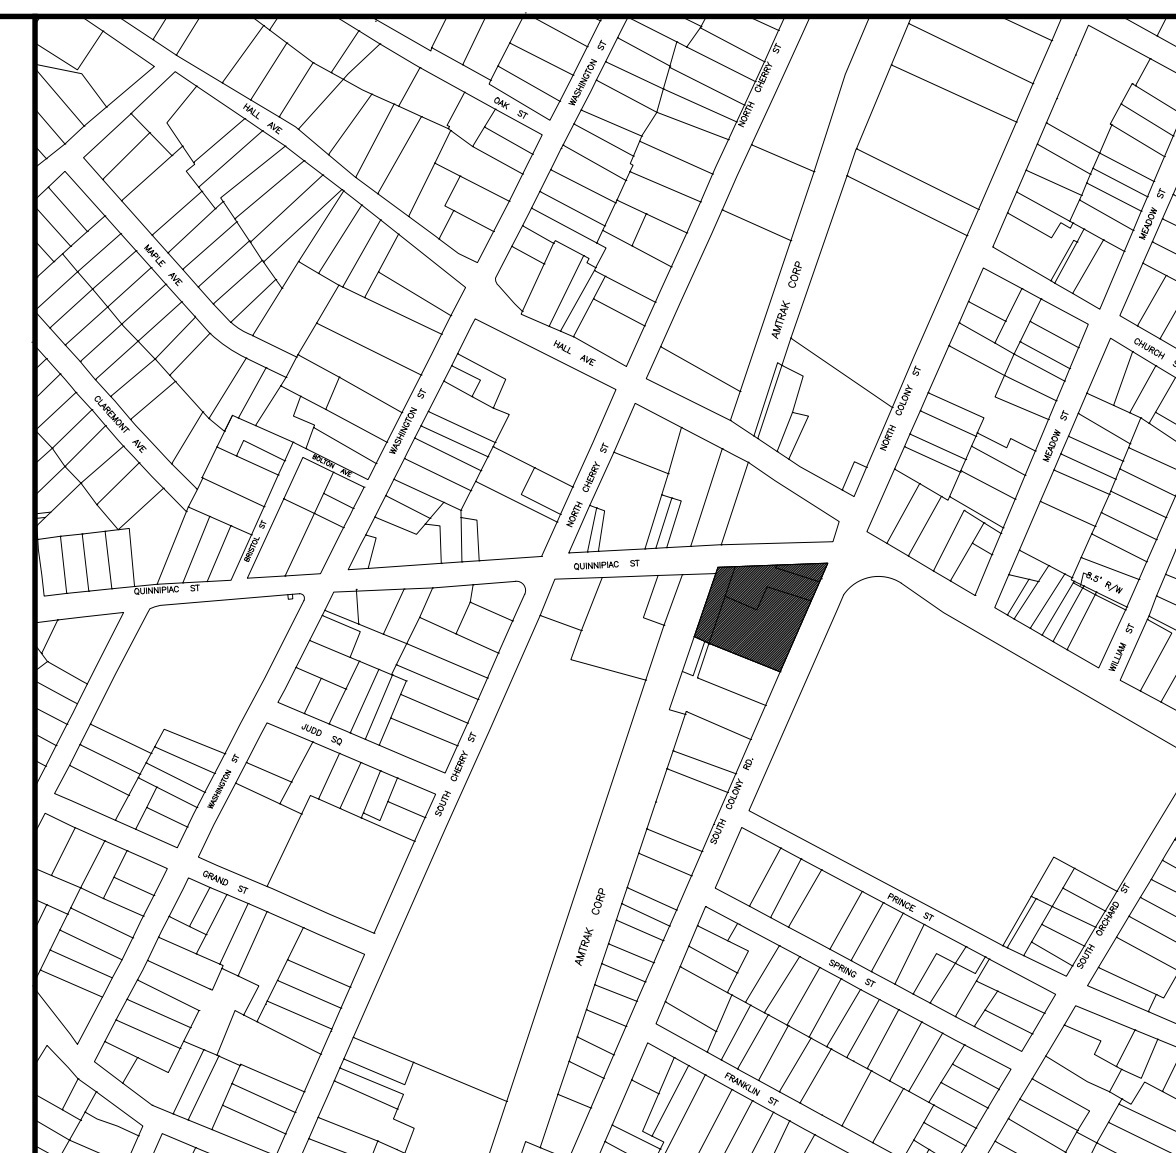 WASHINGTON ST
NORTH CHERRY ST
OAK ST
HALL AVE
MEADOW ST
MAPLE AVE
AMTRAK CORP
HALL AVE
CHURCH S
NORTH COLONY ST
WASHINGTON ST
CLAREMONT AVE
MEADOW ST
BOLTON AVE
NORTH CHERRY ST
BRISTOL ST
QUINNIPIAC ST
QUINNIPIAC ST
8.5' R/W
WILLIAM ST
JUDD SQ
WASHINGTON ST
SOUTH CHERRY ST
SOUTH COLONY RD.
GRAND ST
AMTRAK CORP
PRINCE ST
SOUTH ORCHARD ST
SPRING ST
FRANKLIN ST